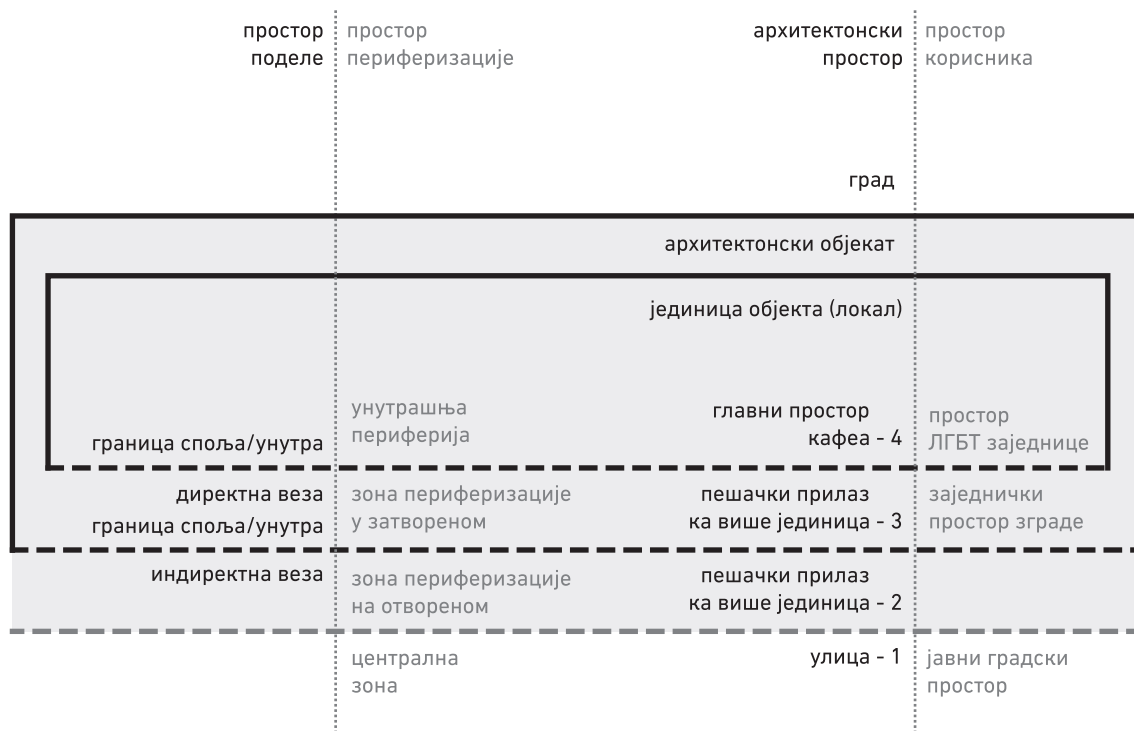 простор
поделе
простор
периферизације
архитектонски
простор
простор
корисника
град
архитектонски објекат
јединица објекта (локал)
граница споља/унутра
унутрашња
периферија
главни простор
кафеа - 4
простор
ЛГБТ заједнице
директна веза
граница споља/унутра
зона периферизације
у затвореном
пешачки прилаз
ка више јединица - 3
заједнички
простор зграде
индиректна веза
зона периферизације
на отвореном
пешачки прилаз
ка више јединица - 2
централна
зона
улица - 1
јавни градски
простор